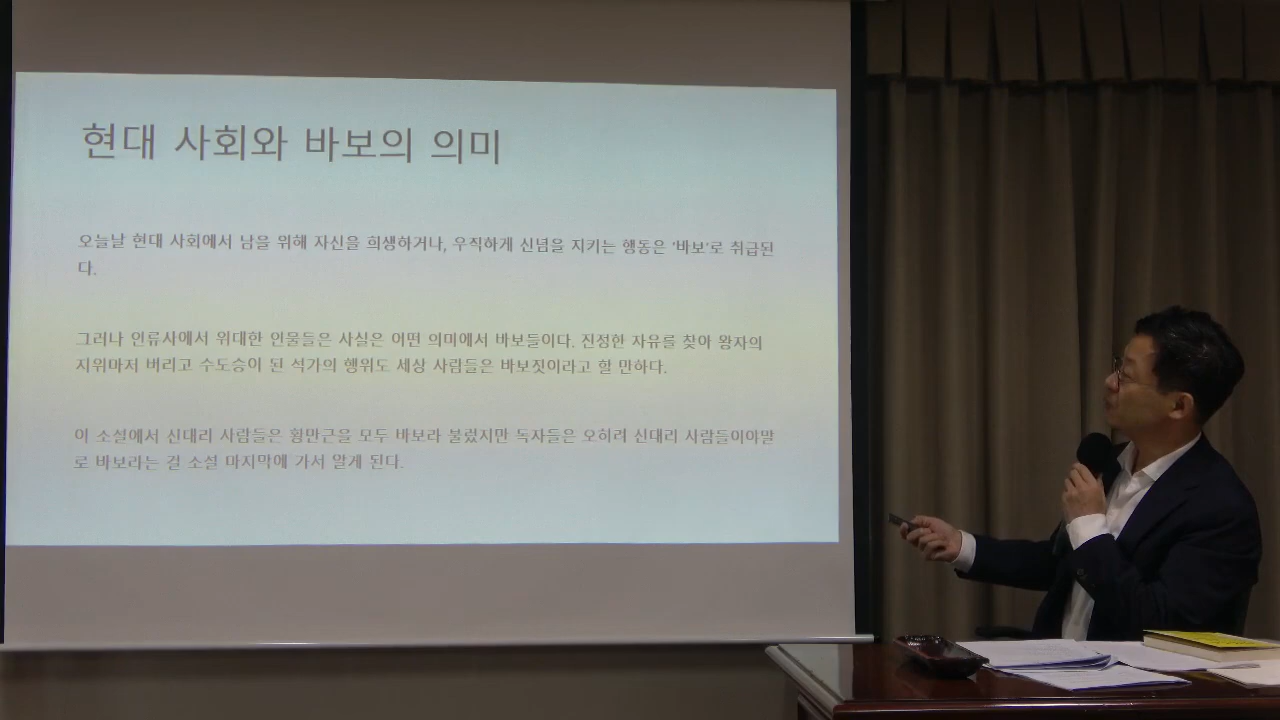 현대 사회와 바보의 의미
오늘날 현대 사회에서 남을 위해 자신을 희생하거나, 우직하게 신념을 지키는 행동은 '바보'로 취급된
다.
그러나 인류사에서 위대한 인물들은 사실은 어떤 의미에서 바보들이다. 진정한 자유를 찾아 왕자의
지위마저 버리고 수도승이 된 석가의 행위도 세상 사람들은 바보짓이라고 할 만하다.
이 소설에서 신대리 사람들은 황만근을 모두 바보라 불렀지만 독자들은 오히려 신대리 사람들이야말
로 바보라는 걸 소설 마지막에 가서 알게 된다.